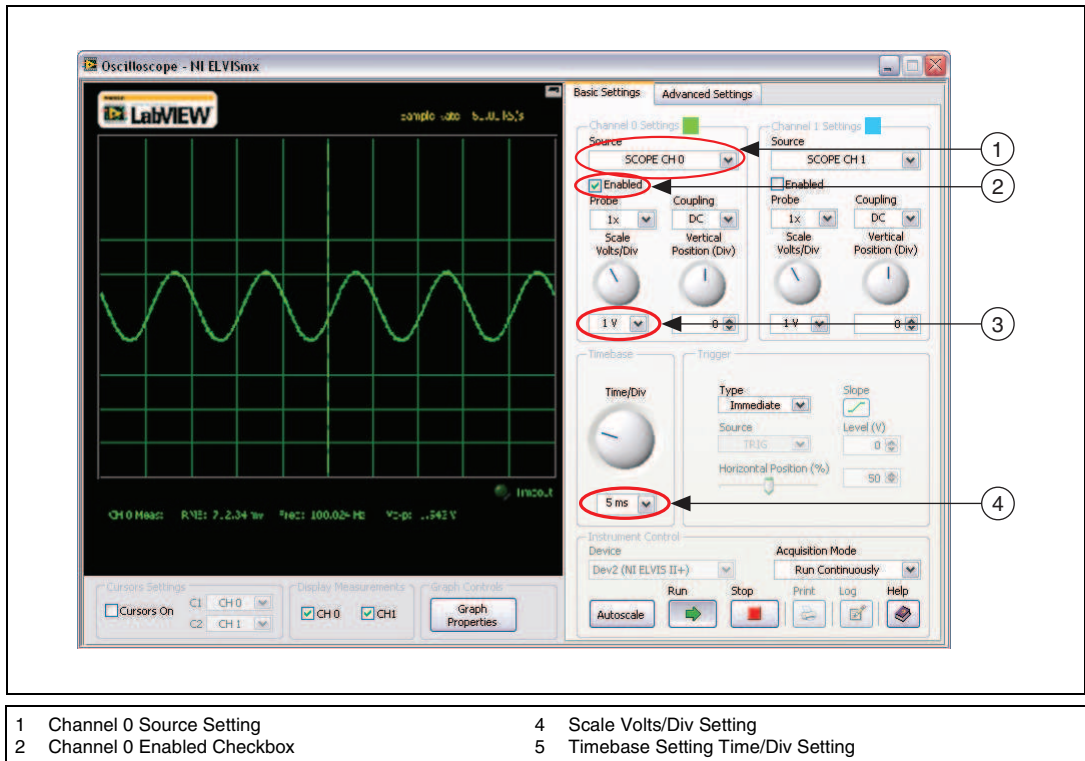 Oscilloscope - NI ELVISmx
LabVIEW
Basic Settings
Advanced Settings
Channel 0 Settings
Source
SCOPE CH 0
Enabled
Probe
Coupling
1x
DC
Scale
Volts/Div
Vertical
Position (Div)
1 V
0
Channel 1 Settings
Source
SCOPE CH 1
Enabled
Probe
Coupling
1x
DC
Scale
Volts/Div
Vertical
Position (Div)
1 V
0
1
2
3
Timebase
Time/Div
5 ms
Trigger
Type
Immediate
Slope
Source
TRIG
Level (V)
0
Horizontal Position (%)
50
4
CH 0 Meas:
Instrument Control
Device
Dev2 (NI ELVIS II+)
Acquisition Mode
Run Continuously
Run
Stop
Print
Log
Help
Autoscale
Cursors Settings
Cursors On
C1
CH 0
C2
CH 1
Display Measurements
CH 0
CH1
Graph Controls
Graph
Properties
1 Channel 0 Source Setting
2 Channel 0 Enabled Checkbox
4 Scale Volts/Div Setting
5 Timebase Setting Time/Div Setting